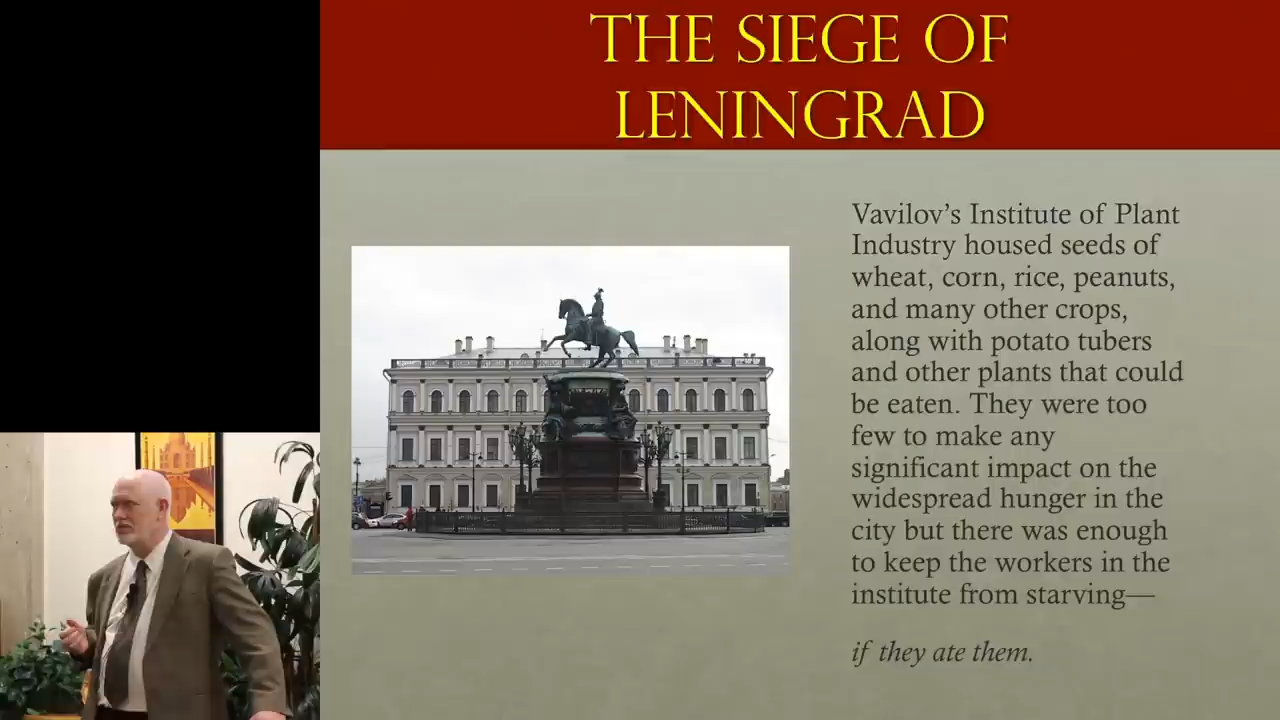 THE SIEGE OF
LENINGRAD
Vavilov's Institute of Plant
Industry housed seeds of
wheat, corn, rice, peanuts,
and many other crops,
along with potato tubers
and other plants that could
be eaten. They were too
few to make any
significant impact on the
widespread hunger in the
city but there was enough
to keep the workers in the
institute from starving—
if they ate them.